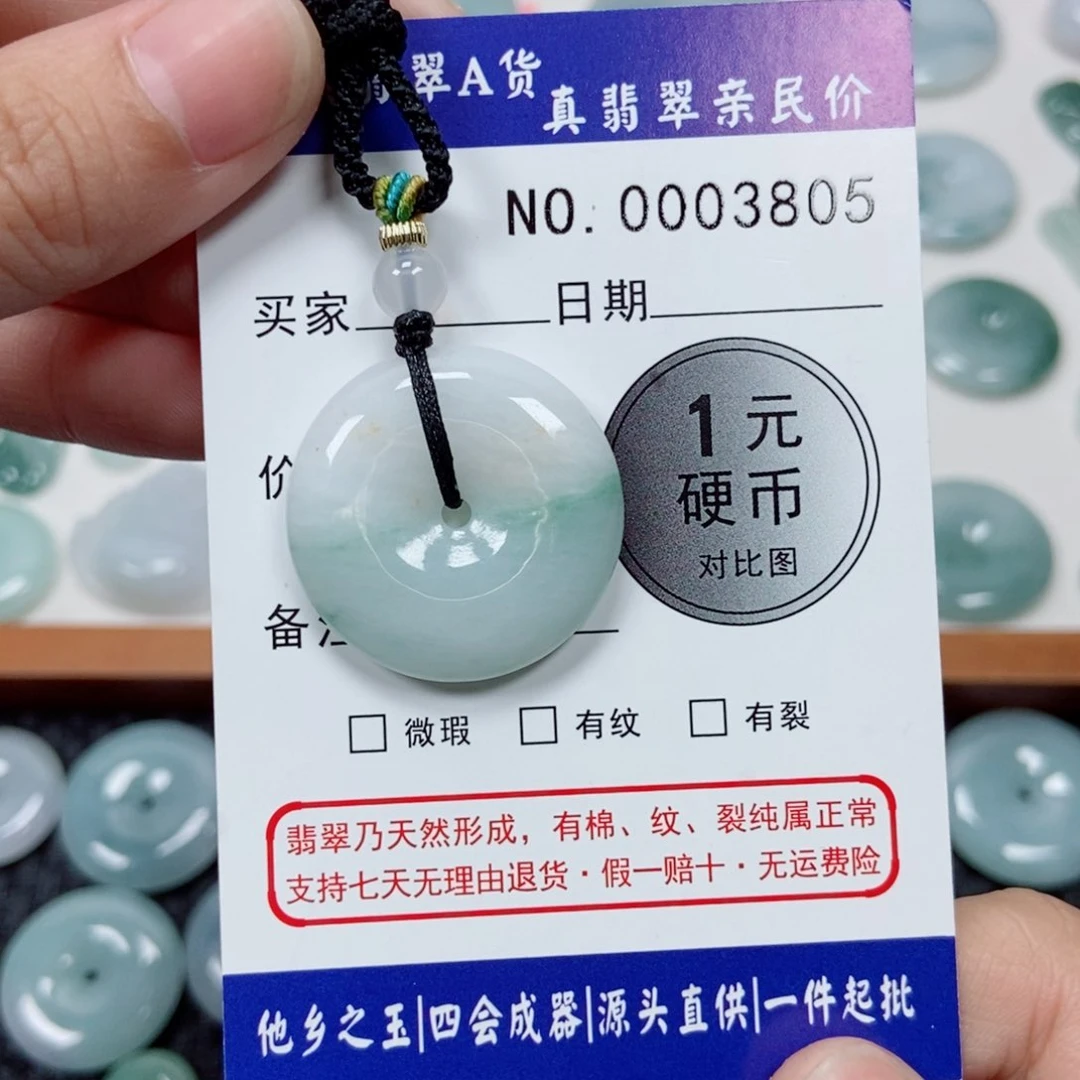 翠A货
真翡翠亲民价
NO. 0003805
买家 日期
价
1元
硬币
对比图
备
微瑕 有纹 有裂
翡翠乃天然形成，有棉、纹、裂纯属正常
支持七天无理由退货·假一赔十·无运费险
他乡之玉|四会成器|源头直供|一件起批